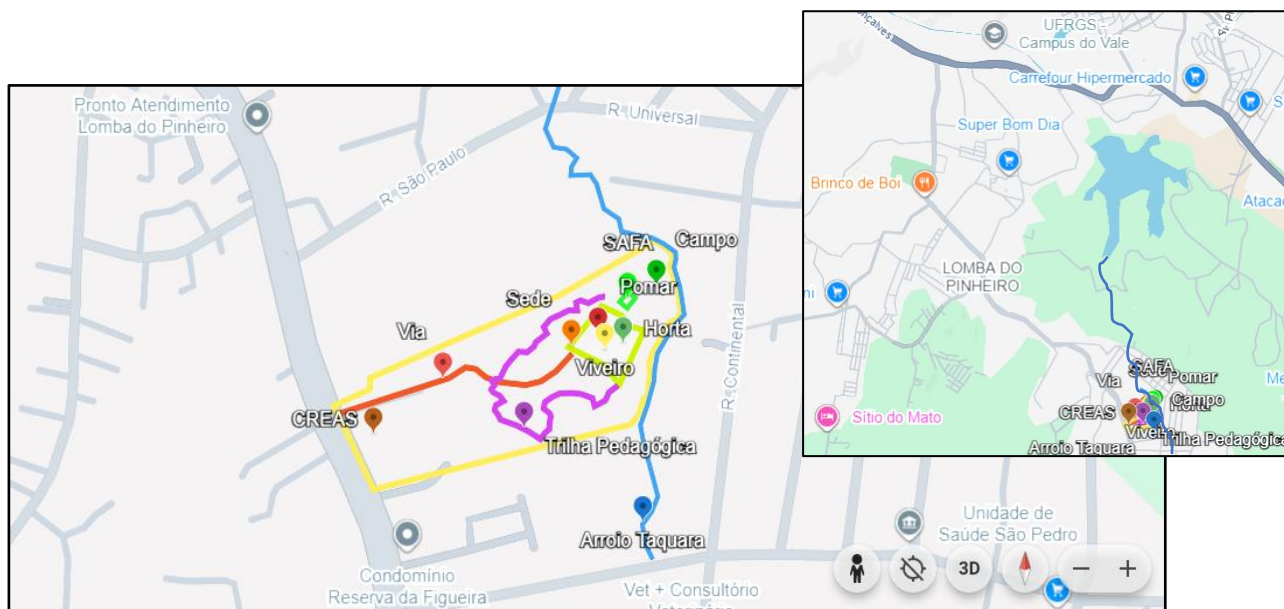 Pronto Atendimento
Lomba do Pinheiro
R. São Paulo
R. Universal
SAFA
Campo
Sede
Pomar
Via
Horta
Viveiro
CREAS
R. Continental
Trilha Pedagógica
Arroio Taquara
Unidade de
Saúde São Pedro
Condomínio
Reserva da Figueira
Vet + Consultório
3D
UFRGS -
Campus do Vale
Carrefour Hipermercado
Super Bom Dia
Brinco de Boi
Atacad
LOMBA DO
PINHEIRO
Sítio do Mato
SAFA
Sede
Pomar
Via
CREAS
Campo
Horta
Viveiro
Trilha Pedagógica
Arroio Taquara